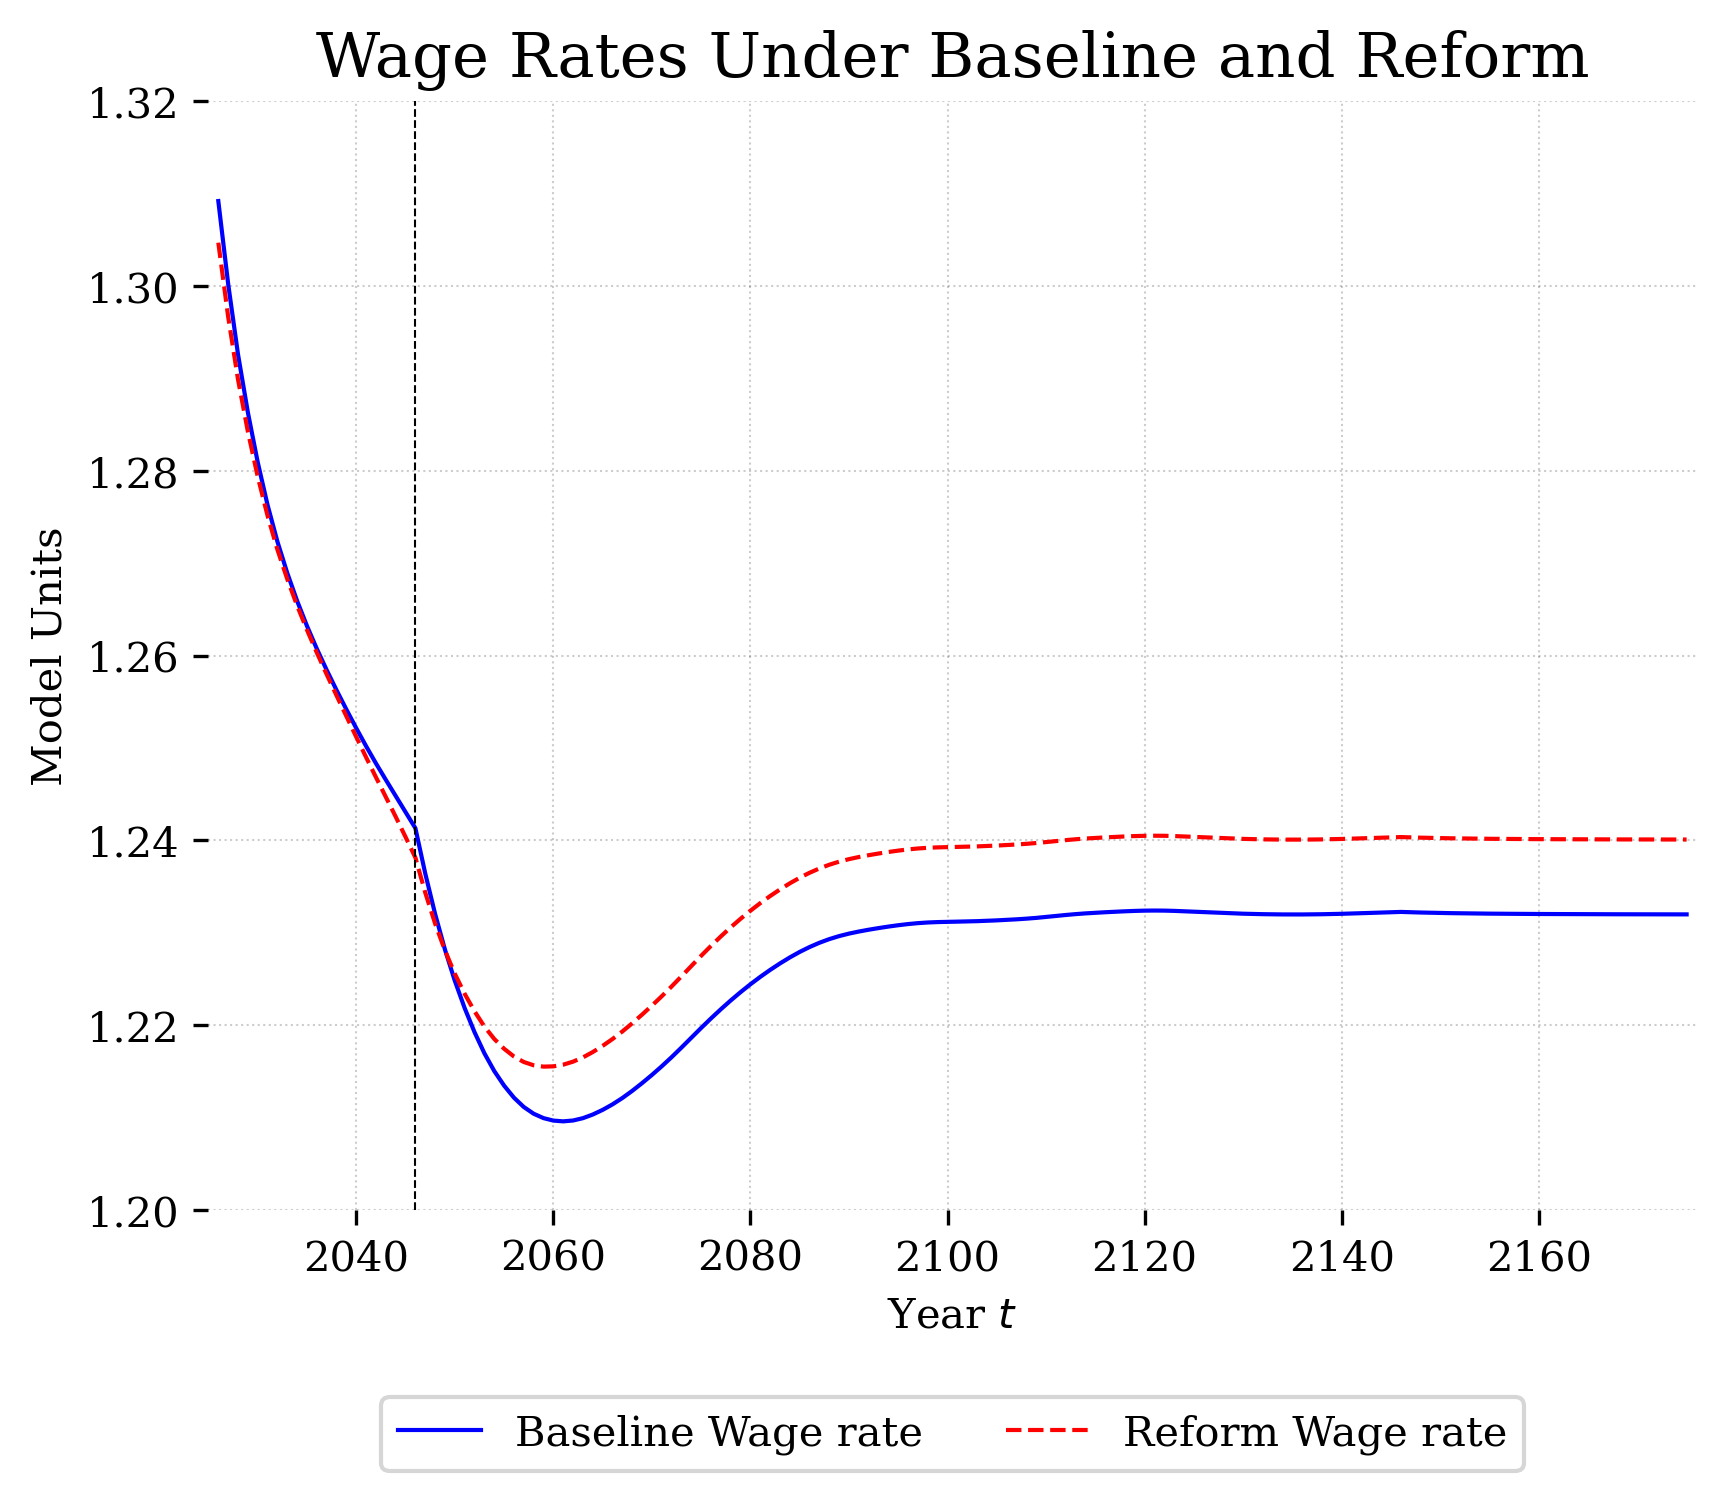 Wage Rates Under Baseline and Reform
1.32
1.30
1.28
1.26
1.24
1.22
1.20
Model Units
2040 2060 2080 2100 2120 2140 2160
Year t
Baseline Wage rate Reform Wage rate